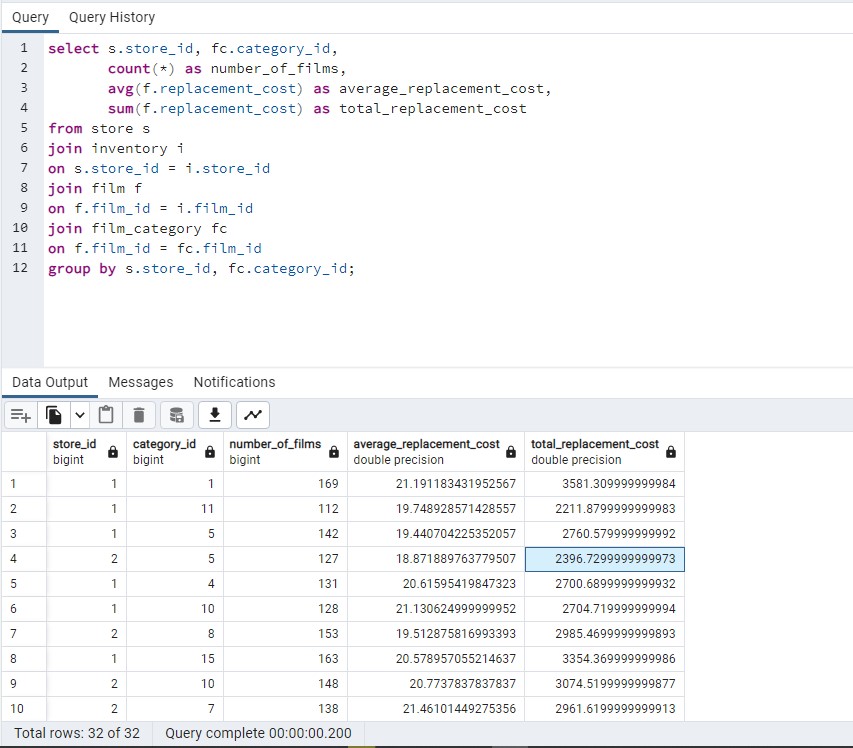 Query Query History
1 select s.store_id, fc.category_id,
2 count(*) as number_of_films,
3 avg(f.replacement_cost) as average_replacement_cost,
4 sum(f.replacement_cost) as total_replacement_cost
5 from store s
6 join inventory i
7 on s.store_id = i.store_id
8 join film f
9 on f.film_id = i.film_id
10 join film_category fc
11 on f.film_id = fc.film_id
12 group by s.store_id, fc.category_id;
Data Output Messages Notifications
store_id category_id number_of_films average_replacement_cost total_replacement_cost
bigint bigint bigint double precision double precision
1 1 1 169 21.191183431952567 3581.309999999984
2 1 11 112 19.748928571428557 2211.8799999999983
3 1 5 142 19.440704225352057 2760.579999999992
4 2 5 127 18.871889763779507 2396.7299999999973
5 1 4 131 20.61595419847323 2700.6899999999932
6 1 10 128 21.130624999999952 2704.719999999994
7 2 8 153 19.512875816993393 2985.4699999999893
8 1 15 163 20.578957055214637 3354.369999999986
9 2 10 148 20.7737837837837 3074.5199999999877
10 2 7 138 21.46101449275356 2961.6199999999913
Total rows: 32 of 32 Query complete 00:00:00.200